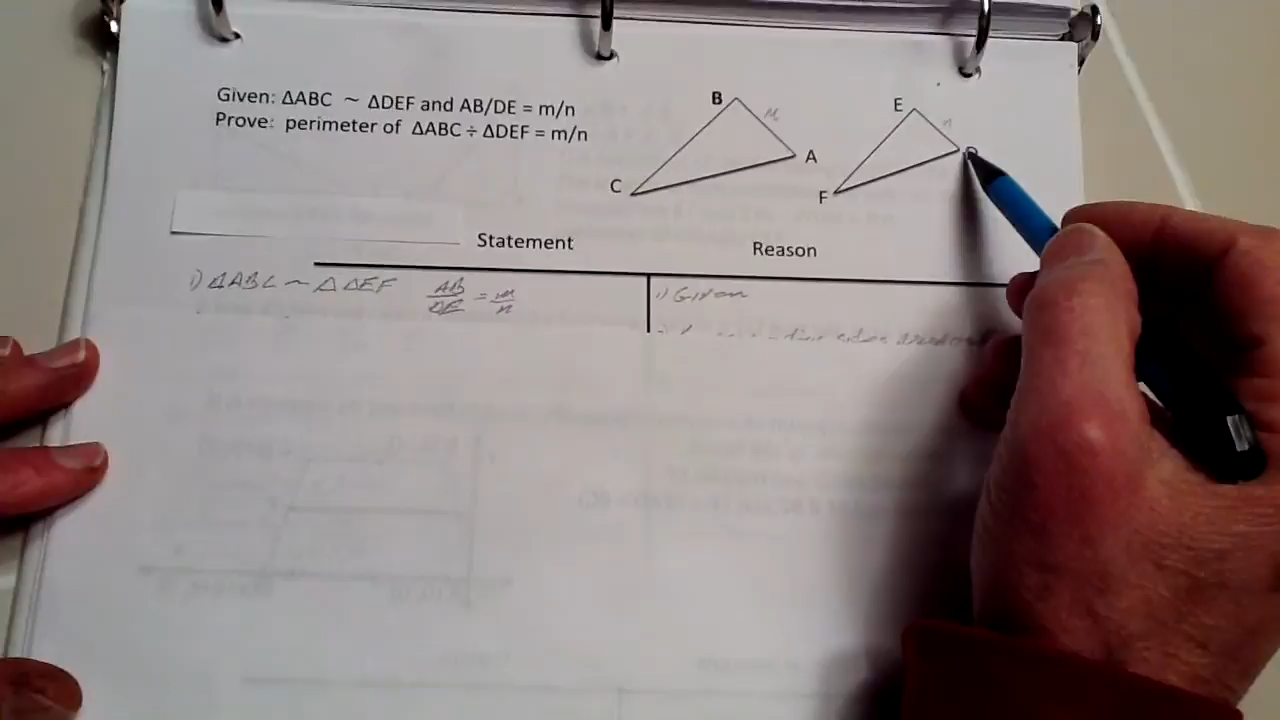 Given: ΔABC ~ ΔDEF and AB/DE = m/n
Prove: perimeter of ΔABC ÷ ΔDEF = m/n
B
M
A
C
E
n
D
F
Statement
Reason
1) ΔABC ~ ΔDEF AB/DE = m/n
1) Given